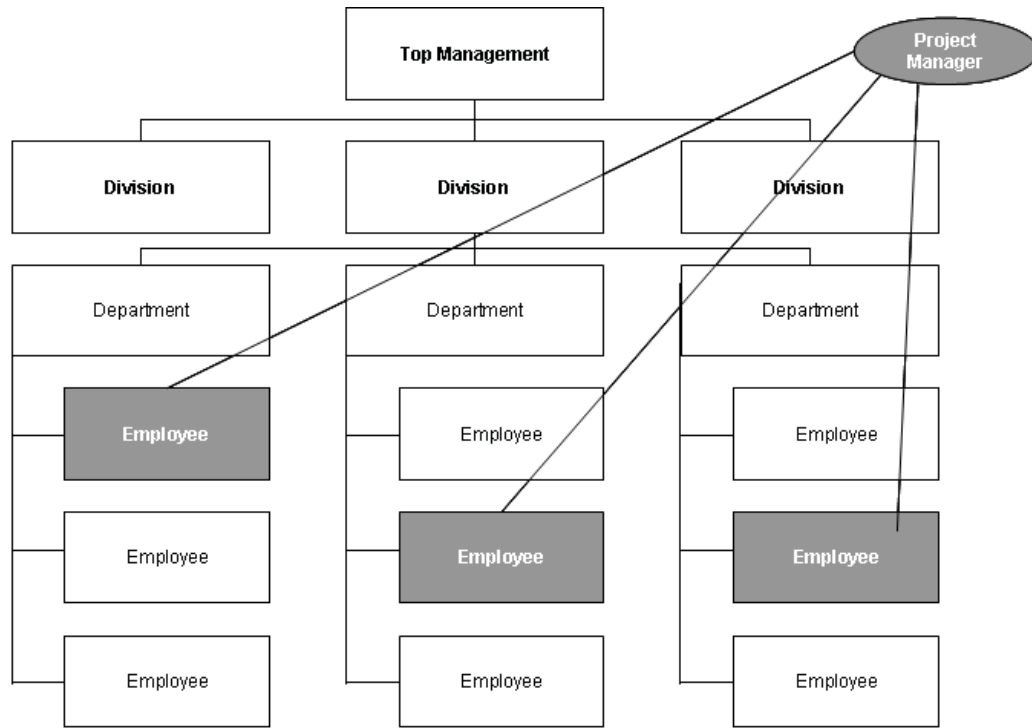 Project
Manager
Top Management
Division
Division
Division
Department
Department
Department
Employee
Employee
Employee
Employee
Employee
Employee
Employee
Employee
Employee